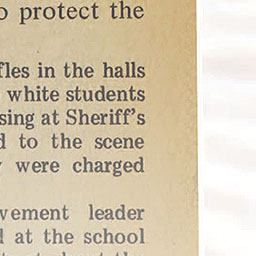 o protect the
fles in the halls
white students
sing at Sheriff's
d to the scene
were charged
vement leader
d at the school